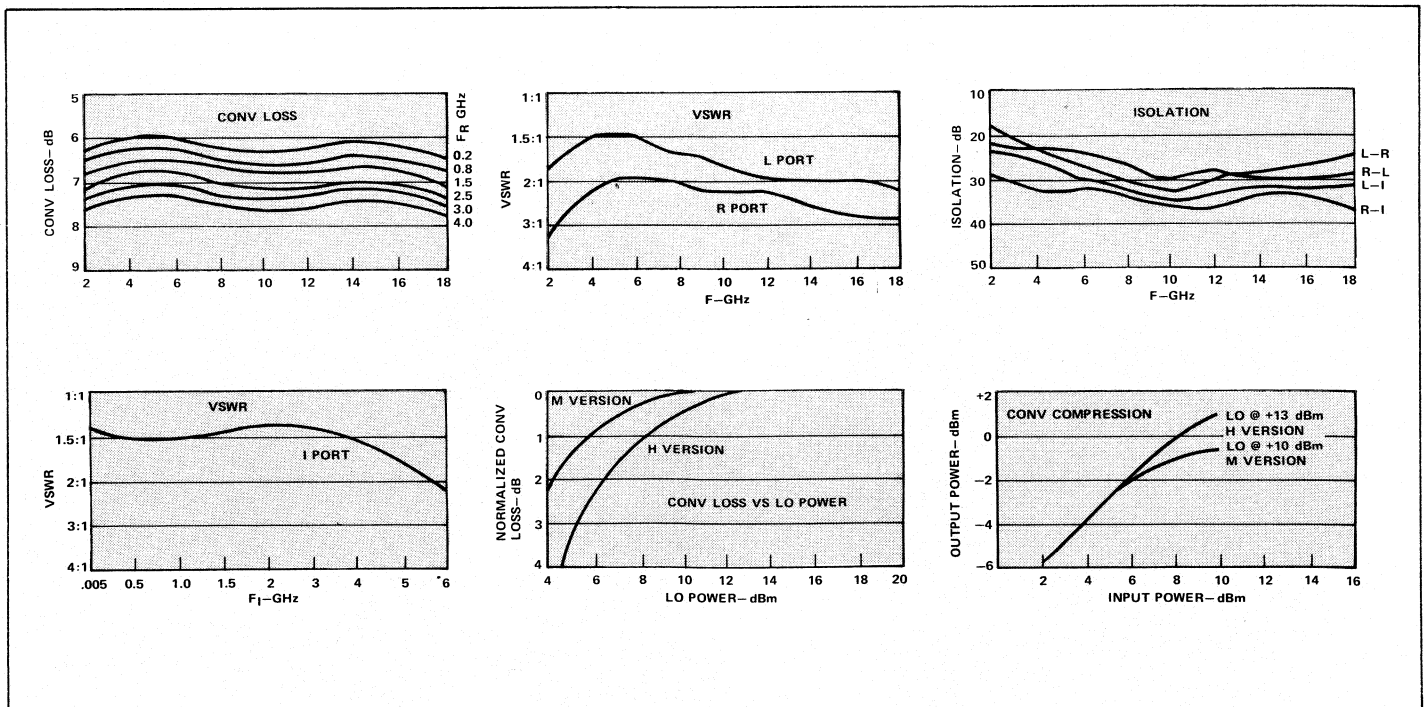 CONV LOSS
CONV LOSS–dB
5
6
7
8
9
2 4 6 8 10 12 14 16 18
FR GHz
0.2
0.8
1.5
2.5
3.0
4.0
VSWR
VSWR
1:1
1.5:1
2:1
3:1
4:1
L PORT
R PORT
2 4 6 8 10 12 14 16 18
F–GHz
ISOLATION
ISOLATION–dB
10
20
30
40
50
L–R
R–L
L–I
R–I
2 4 6 8 10 12 14 16 18
F–GHz
VSWR
VSWR
1:1
1.5:1
2:1
3:1
4:1
I PORT
.005 0.5 1.0 1.5 2 3 4 5 6
FI–GHz
NORMALIZED CONV
LOSS–dB
0
1
2
3
4
M VERSION
H VERSION
CONV LOSS VS LO POWER
4 6 8 10 12 14 16 18 20
LO POWER–dBm
OUTPUT POWER–dBm
+2
0
–2
–4
–6
CONV COMPRESSION
LO @ +13 dBm
H VERSION
LO @ +10 dBm
M VERSION
2 4 6 8 10 12 14 16
INPUT POWER–dBm